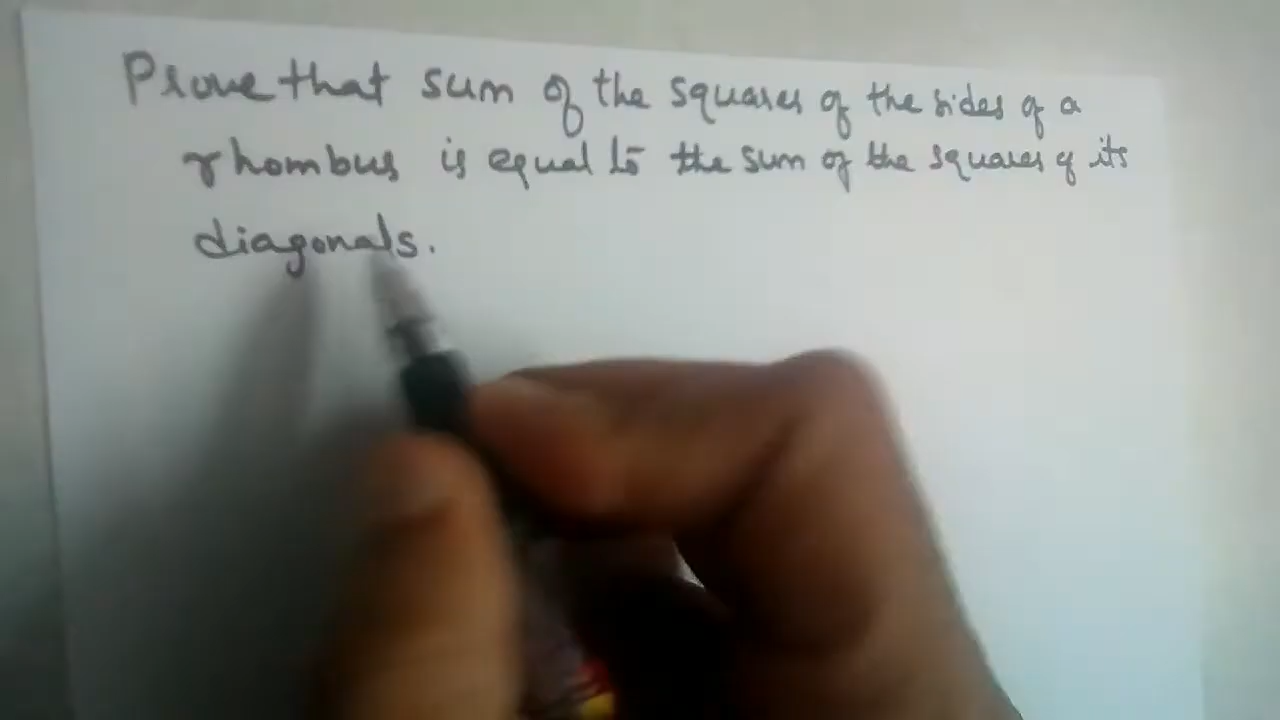 Prove that sum of the squares of the sides of a
rhombus is equal to the sum of the squares of its
diagonals.